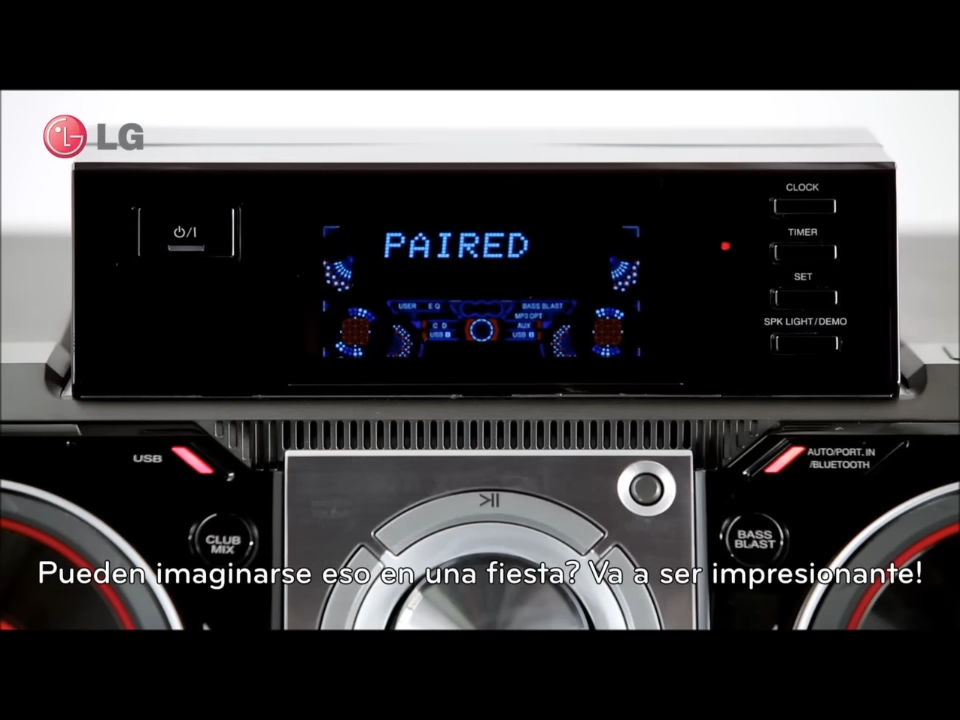 LG
CLOCK
TIMER
SET
SPK LIGHT/DEMO
PAIRED
USER EQ
BASS BLAST
MP3 OPT
CD
AUX
USB
USB
USB
AUTO/PORT. IN
/BLUETOOTH
CLUB
MIX
BASS
BLAST
Pueden imaginarse eso en una fiesta? Va a ser impresionante!